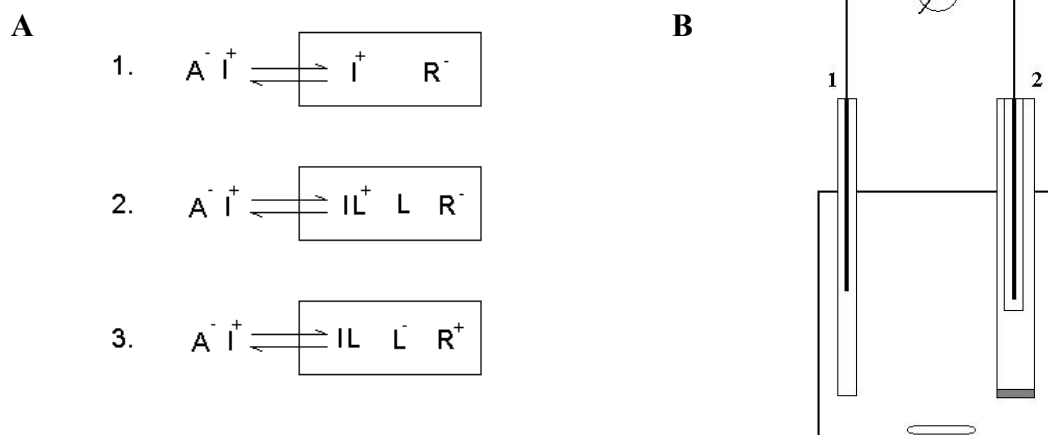 A
1. A⁻ I⁺ I⁺ R⁻
2. A⁻ I⁺ IL⁺ L R⁻
3. A⁻ I⁺ IL L⁻ R⁺
B
1 2